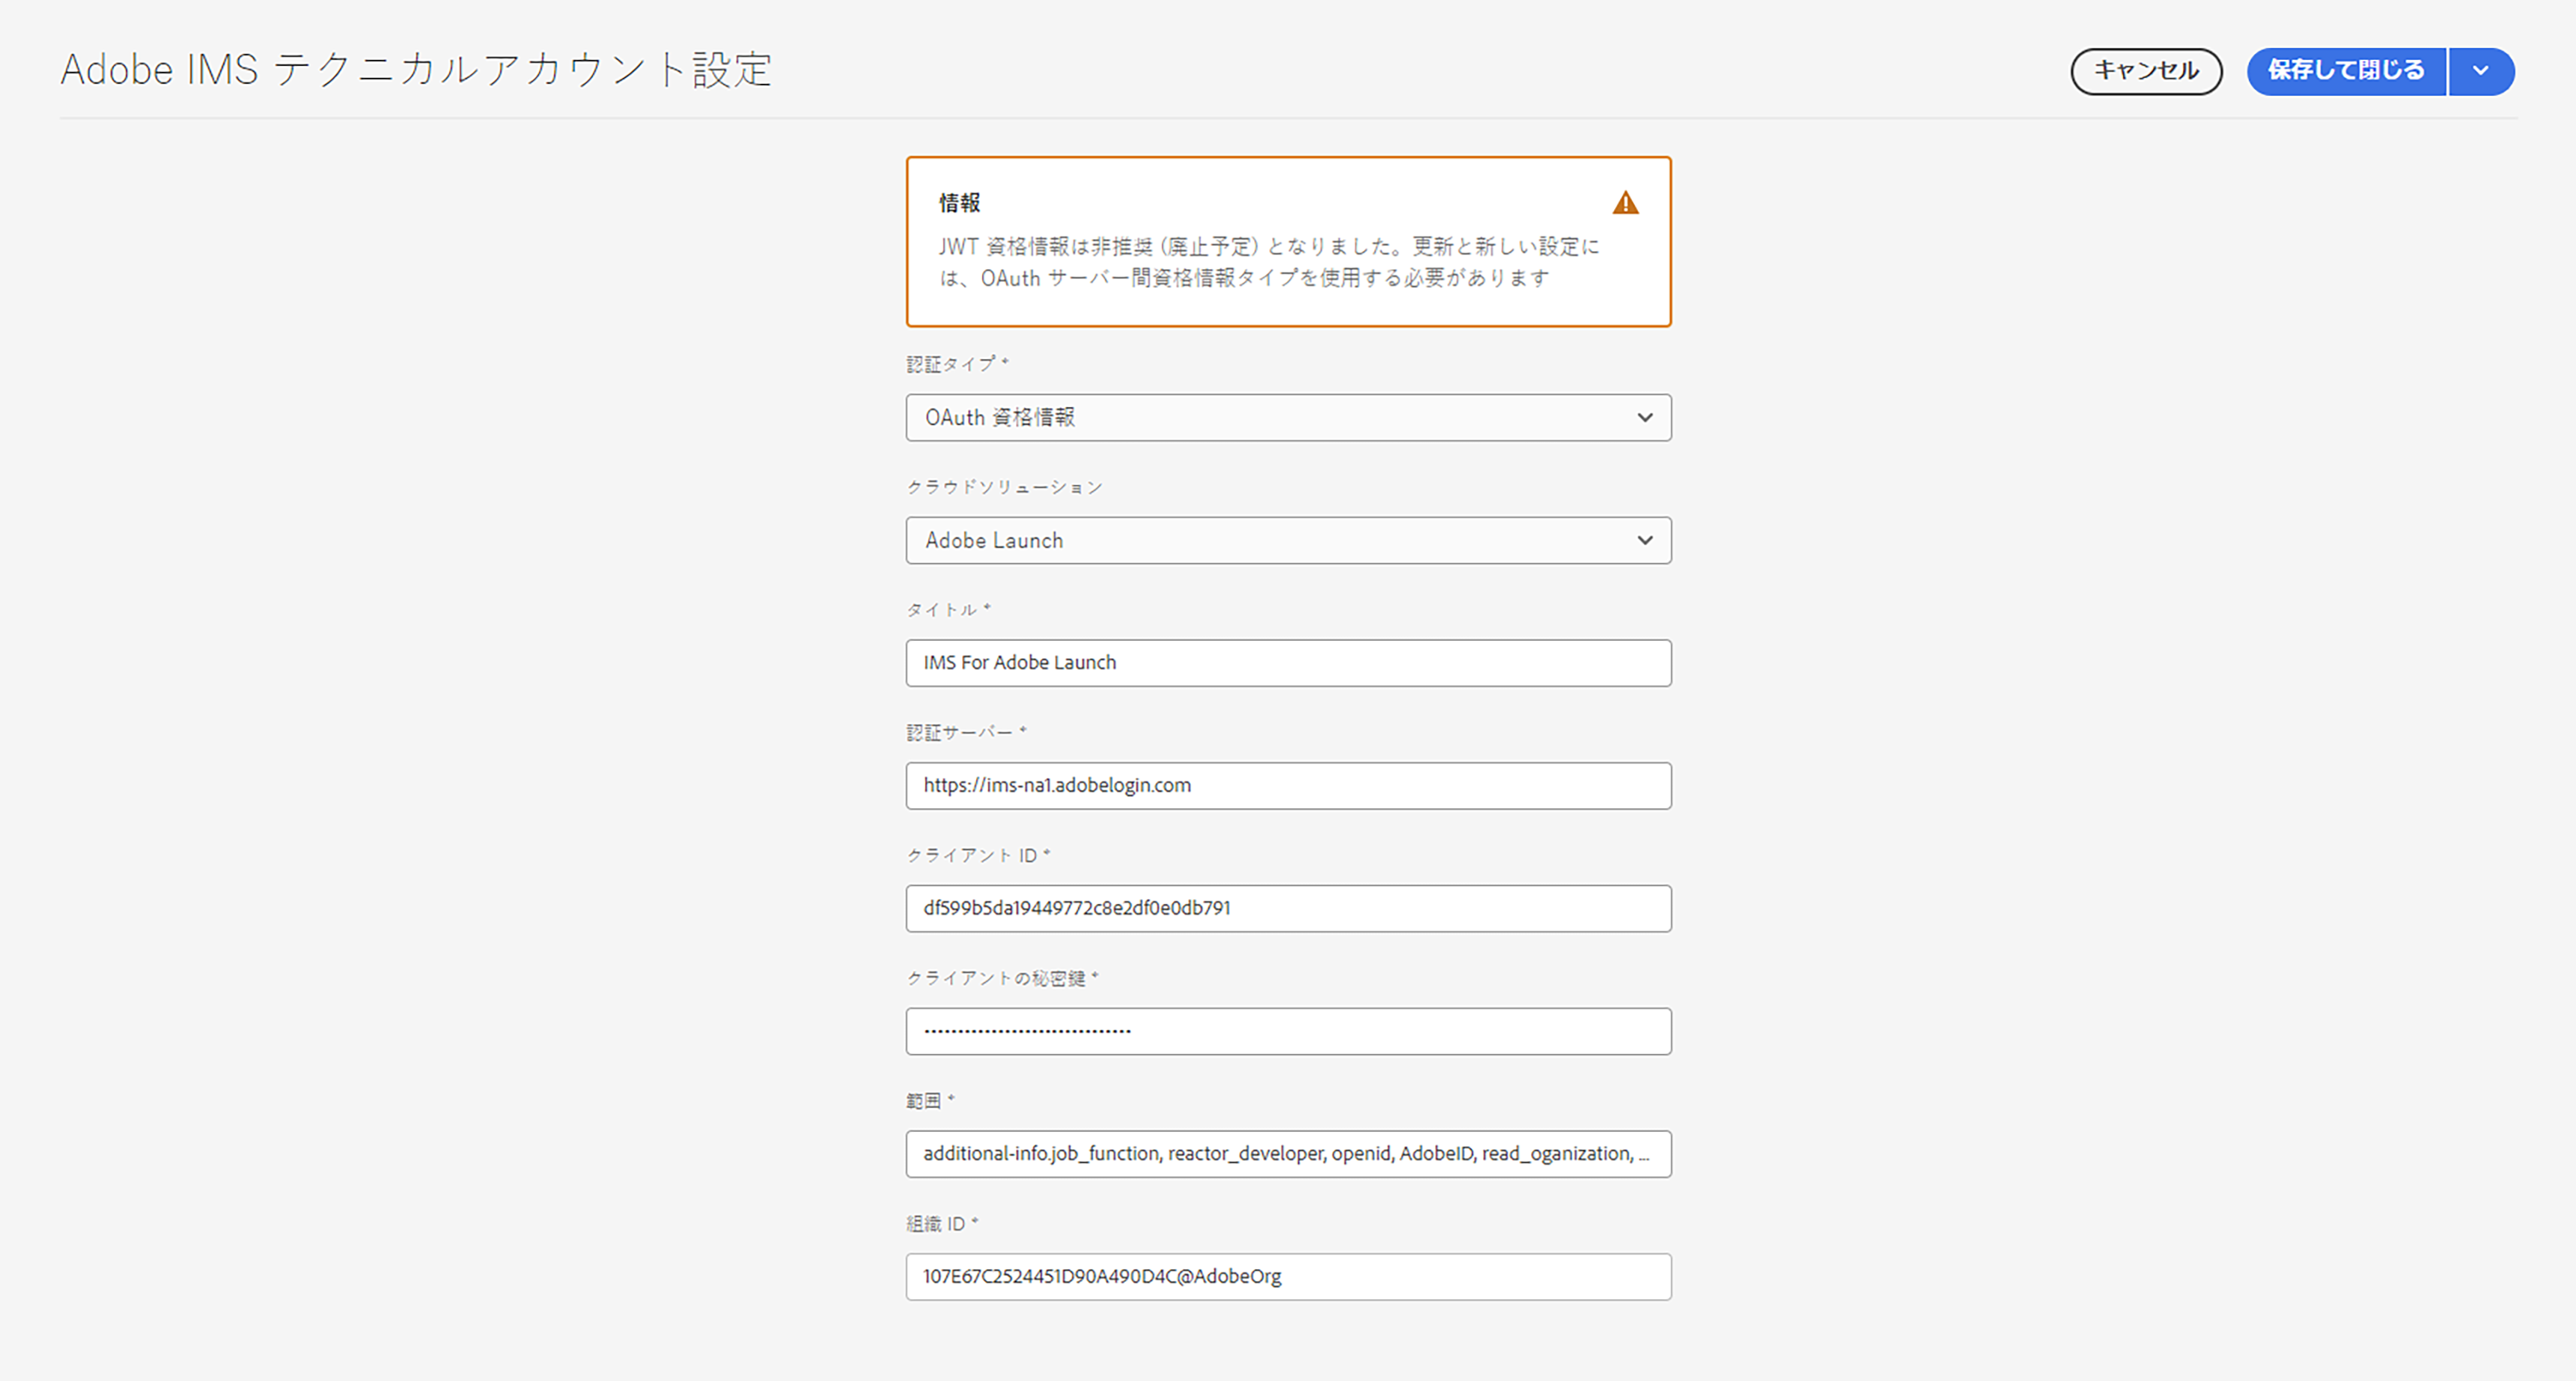 Adobe IMS テクニカルアカウント設定
キャンセル
保存して閉じる
情報
JWT 資格情報は非推奨 (廃止予定) となりました。更新と新しい設定に
は、OAuth サーバー間資格情報タイプを使用する必要があります
認証タイプ *
OAuth 資格情報
クラウドソリューション
Adobe Launch
タイトル *
IMS For Adobe Launch
認証サーバー *
https://ims-na1.adobelogin.com
クライアント ID *
df599b5da19449772c8e2df0e0db791
クライアントの秘密鍵 *
•••••••••••••••••••••••••••••••
範囲 *
additional-info.job_function, reactor_developer, openid, AdobeID, read_oganization, ...
組織 ID *
107E67C2524451D90A490D4C@AdobeOrg